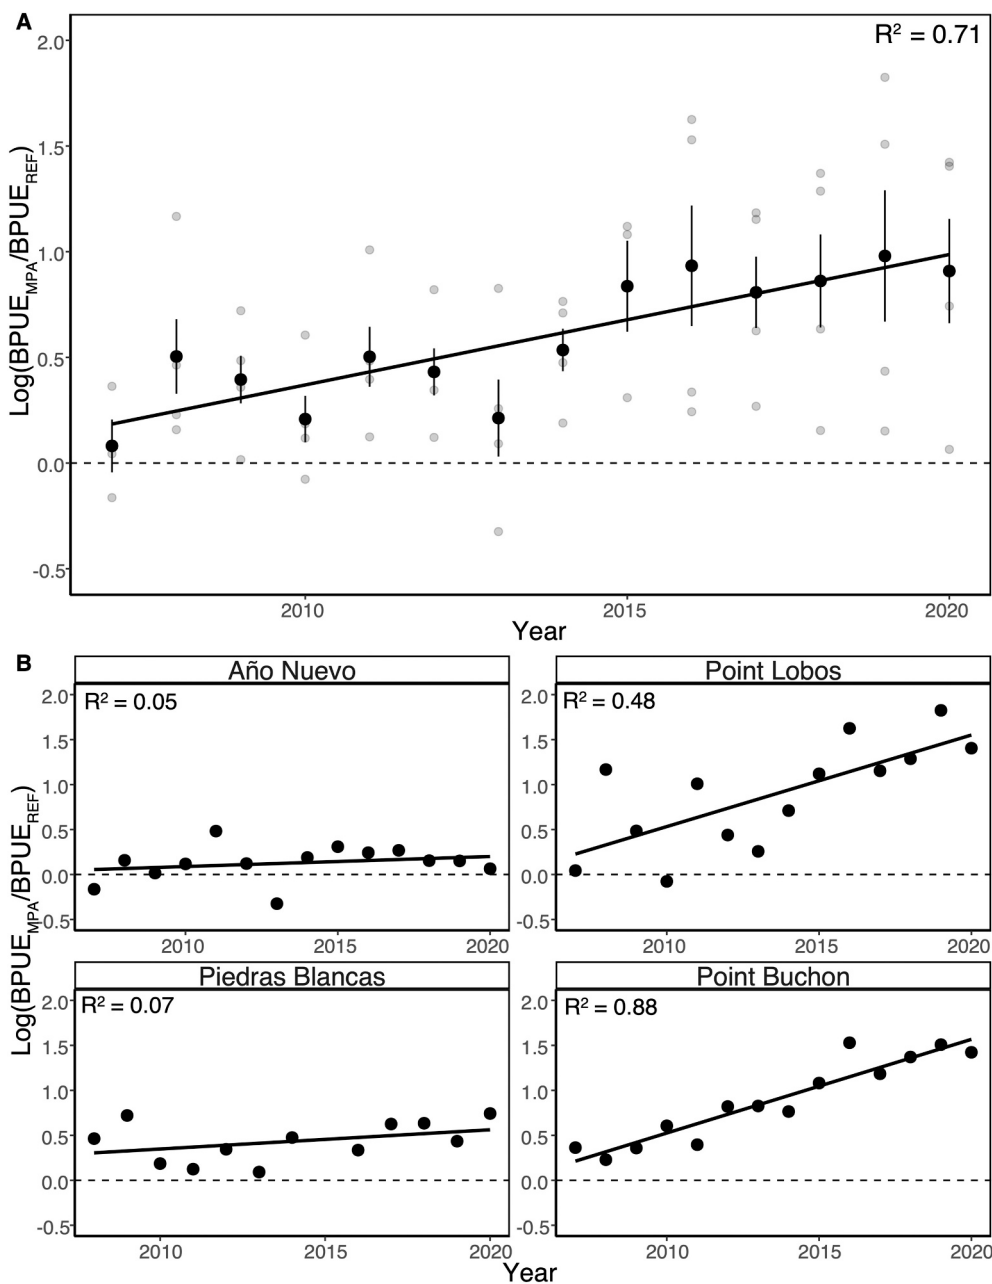 A
R² = 0.71
Log(BPUE_MPA/BPUE_REF)
2.0
1.5
1.0
0.5
0.0
-0.5
2010 2015 2020
Year
B
Año Nuevo
R² = 0.05
2.0
1.5
1.0
0.5
0.0
-0.5
2010 2015 2020
Point Lobos
R² = 0.48
2.0
1.5
1.0
0.5
0.0
-0.5
2010 2015 2020
Log(BPUE_MPA/BPUE_REF)
Piedras Blancas
R² = 0.07
2.0
1.5
1.0
0.5
0.0
-0.5
2010 2015 2020
Point Buchon
R² = 0.88
2.0
1.5
1.0
0.5
0.0
-0.5
2010 2015 2020
Year